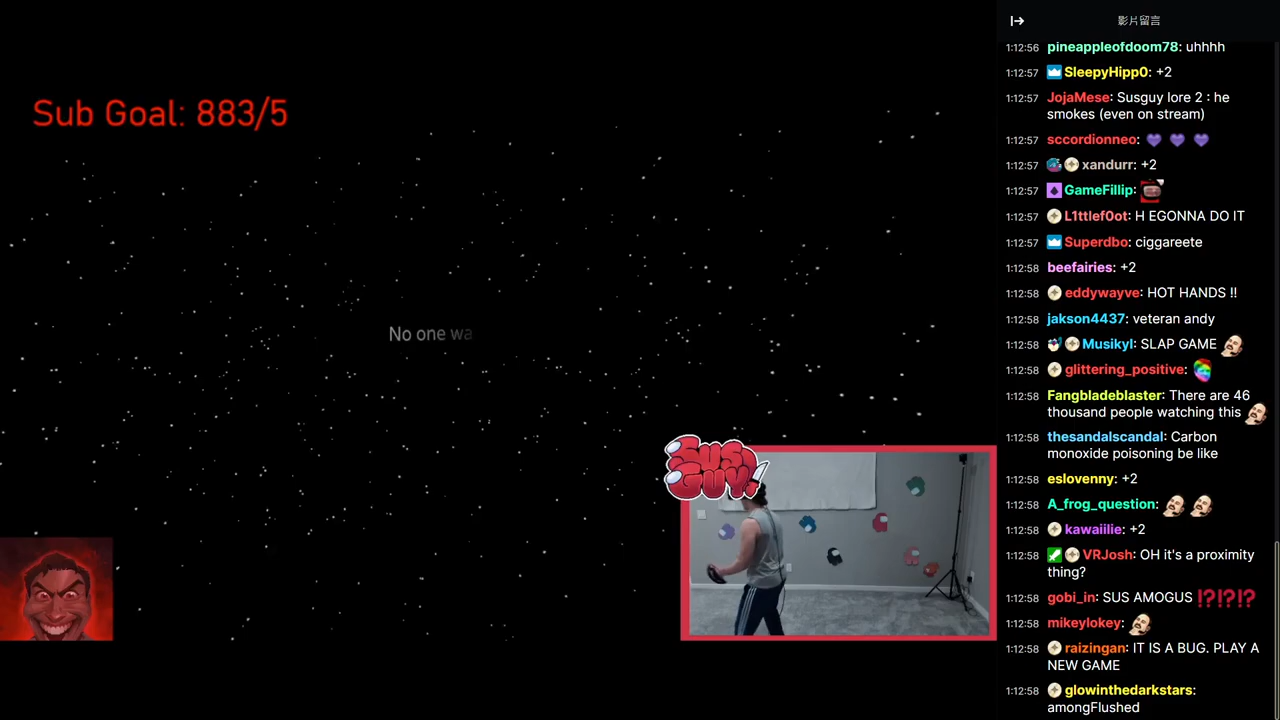 影片留言
Sub Goal: 883/5
No one wa
SUS
GUY!
1:12:56 pineappleofdoom78: uhhhh
1:12:57 SleepyHipp0: +2
1:12:57 JojaMese: Susguy lore 2 : he
smokes (even on stream)
1:12:57 sccordionneo:
1:12:57 xandurr: +2
1:12:57 GameFillip:
1:12:57 L1ttlef0ot: H EGONNA DO IT
1:12:57 Superdbo: ciggareete
1:12:58 beefairies: +2
1:12:58 eddywayve: HOT HANDS !!
1:12:58 jakson4437: veteran andy
1:12:58 Musikyl: SLAP GAME
1:12:58 glittering_positive:
1:12:58 Fangbladeblaster: There are 46
thousand people watching this
1:12:58 thesandalscandal: Carbon
monoxide poisoning be like
1:12:58 eslovenny: +2
1:12:58 A_frog_question:
1:12:58 kawaiilie: +2
1:12:58 VRJosh: OH it's a proximity
thing?
1:12:58 gobi_in: SUS AMOGUS !?!?!?
1:12:58 mikeylokey:
1:12:58 raizingan: IT IS A BUG. PLAY A
NEW GAME
1:12:58 glowinthedarkstars:
amongFlushed